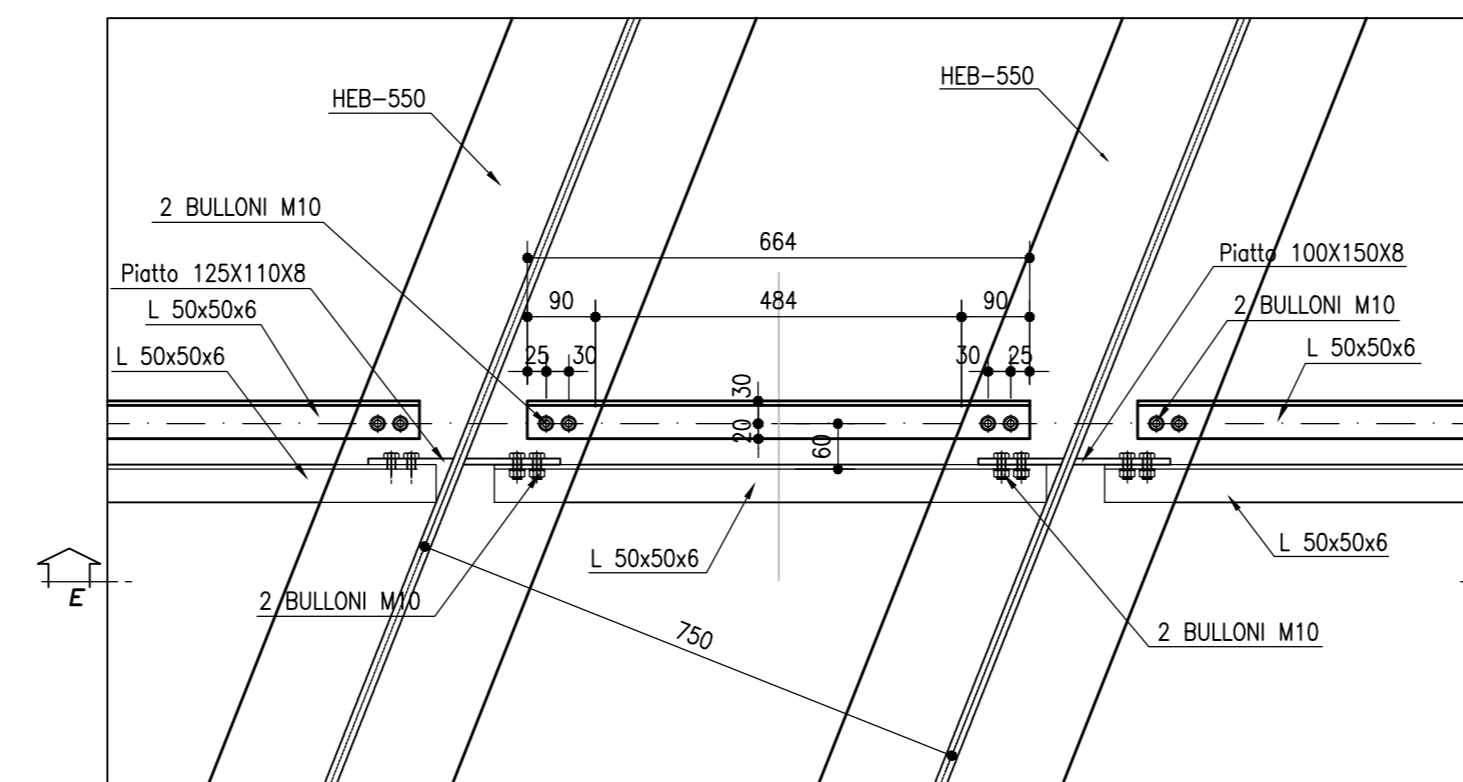 HEB-550
HEB-550
2 BULLONI M10
664
Piatto 125X110X8
Piatto 100X150X8
L 50x50x6
90
484
90
2 BULLONI M10
L 50x50x6
25
30
30
25
L 50x50x6
30
20
60
L 50x50x6
L 50x50x6
E
2 BULLONI M10
750
2 BULLONI M10